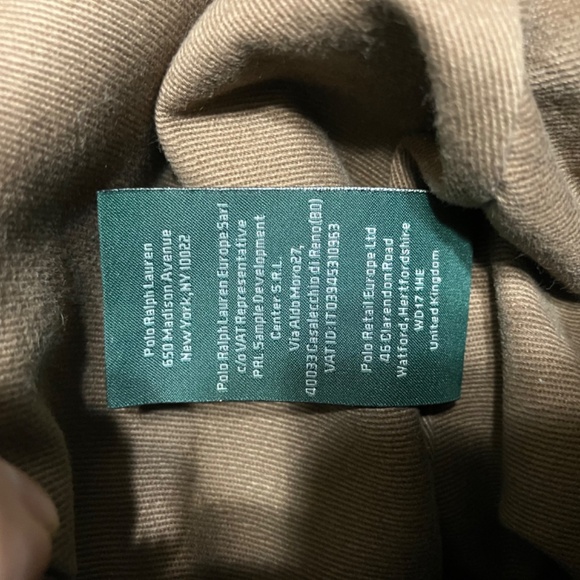 Polo Ralph Lauren
650 Madison Avenue
New York, NY 10022
Polo Ralph Lauren Europe Sarl
c/o VAT Representative
PRL Sample Development
Center S.R.L.
Via Aldo Moro 27,
40033 Casalecchio di Reno (BO)
VAT ID: IT03945310963
Polo Retail Europe Ltd
46 Clarendon Road
Watford, Hertfordshire
WD17 1HE
United Kingdom